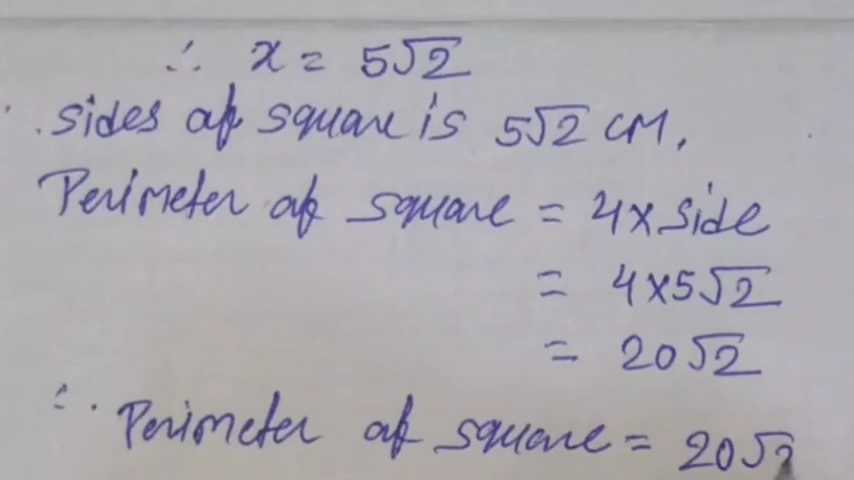 ∴ x = 5√2
sides of square is 5√2 CM.
Perimeter of square = 4×side
= 4×5√2
= 20√2
∴ Perimeter of square = 20√2